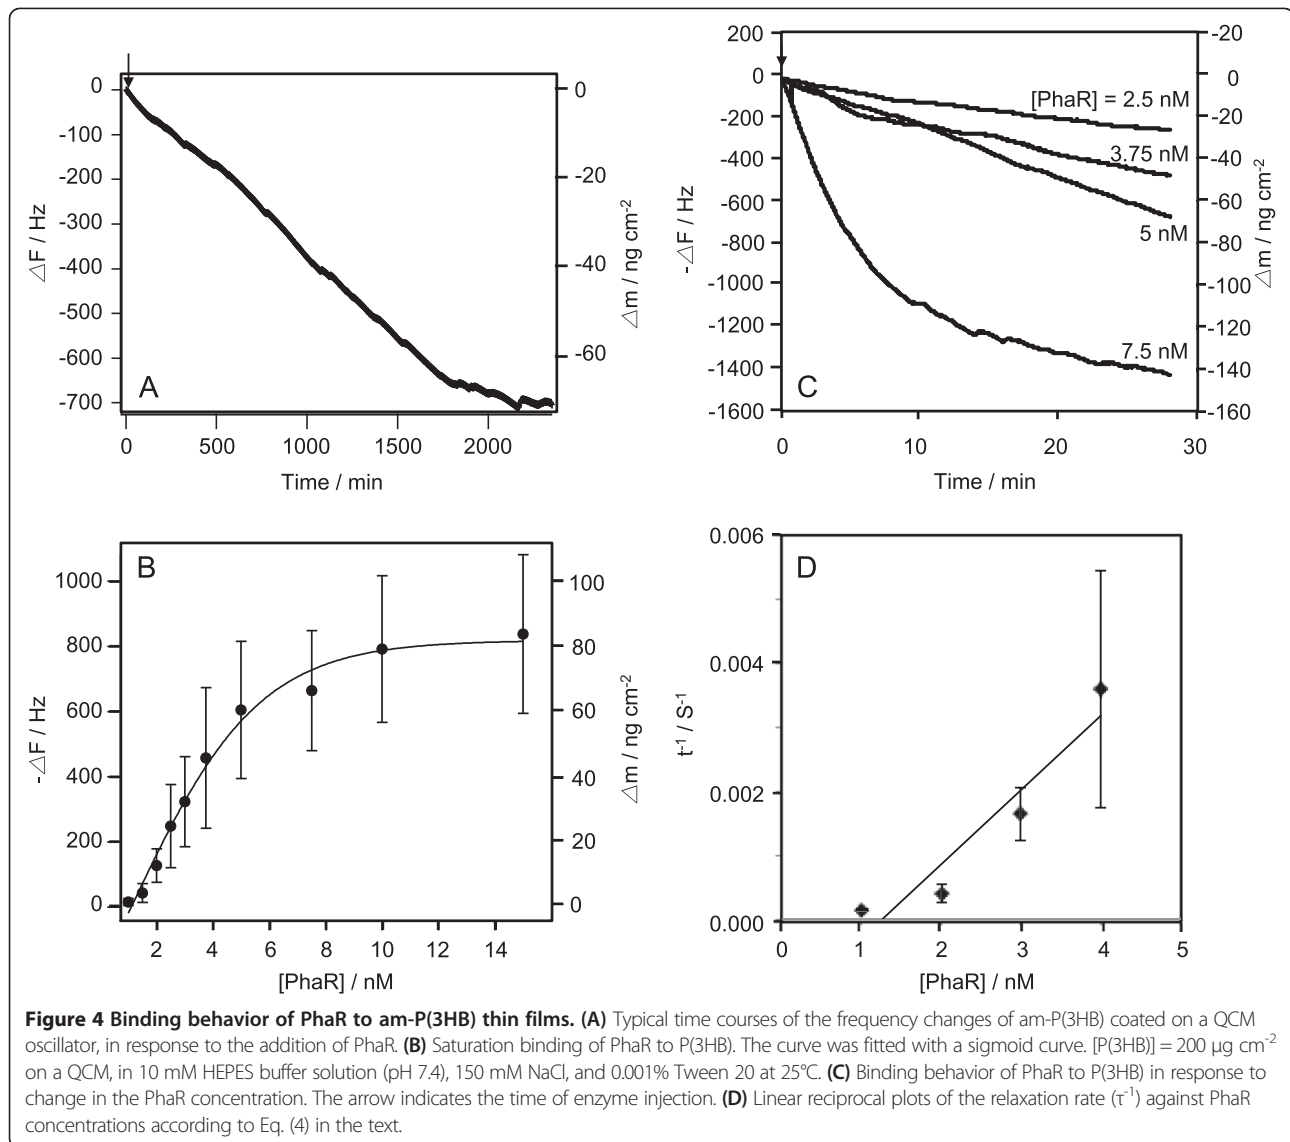 0
-100
-200
-300
-400
-500
-600
-700
△F / Hz
0
-20
-40
-60
△m / ng cm-2
A
0 500 1000 1500 2000
Time / min
200
0
-200
-400
-600
-800
-1000
-1200
-1400
-1600
-△F / Hz
-20
0
-20
-40
-60
-80
-100
-120
-140
-160
△m / ng cm-2
[PhaR] = 2.5 nM
3.75 nM
5 nM
7.5 nM
C
0 10 20 30
Time / min
B
1000
800
600
400
200
0
-△F / Hz
100
80
60
40
20
0
△m / ng cm-2
2 4 6 8 10 12 14
[PhaR] / nM
D
0.006
0.004
0.002
0.000
t-1 / S-1
0 1 2 3 4 5
[PhaR] / nM
Figure 4 Binding behavior of PhaR to am-P(3HB) thin films. (A) Typical time courses of the frequency changes of am-P(3HB) coated on a QCM
oscillator, in response to the addition of PhaR. (B) Saturation binding of PhaR to P(3HB). The curve was fitted with a sigmoid curve. [P(3HB)] = 200 μg cm−2
on a QCM, in 10 mM HEPES buffer solution (pH 7.4), 150 mM NaCl, and 0.001% Tween 20 at 25°C. (C) Binding behavior of PhaR to P(3HB) in response to
change in the PhaR concentration. The arrow indicates the time of enzyme injection. (D) Linear reciprocal plots of the relaxation rate (τ-1) against PhaR
concentrations according to Eq. (4) in the text.